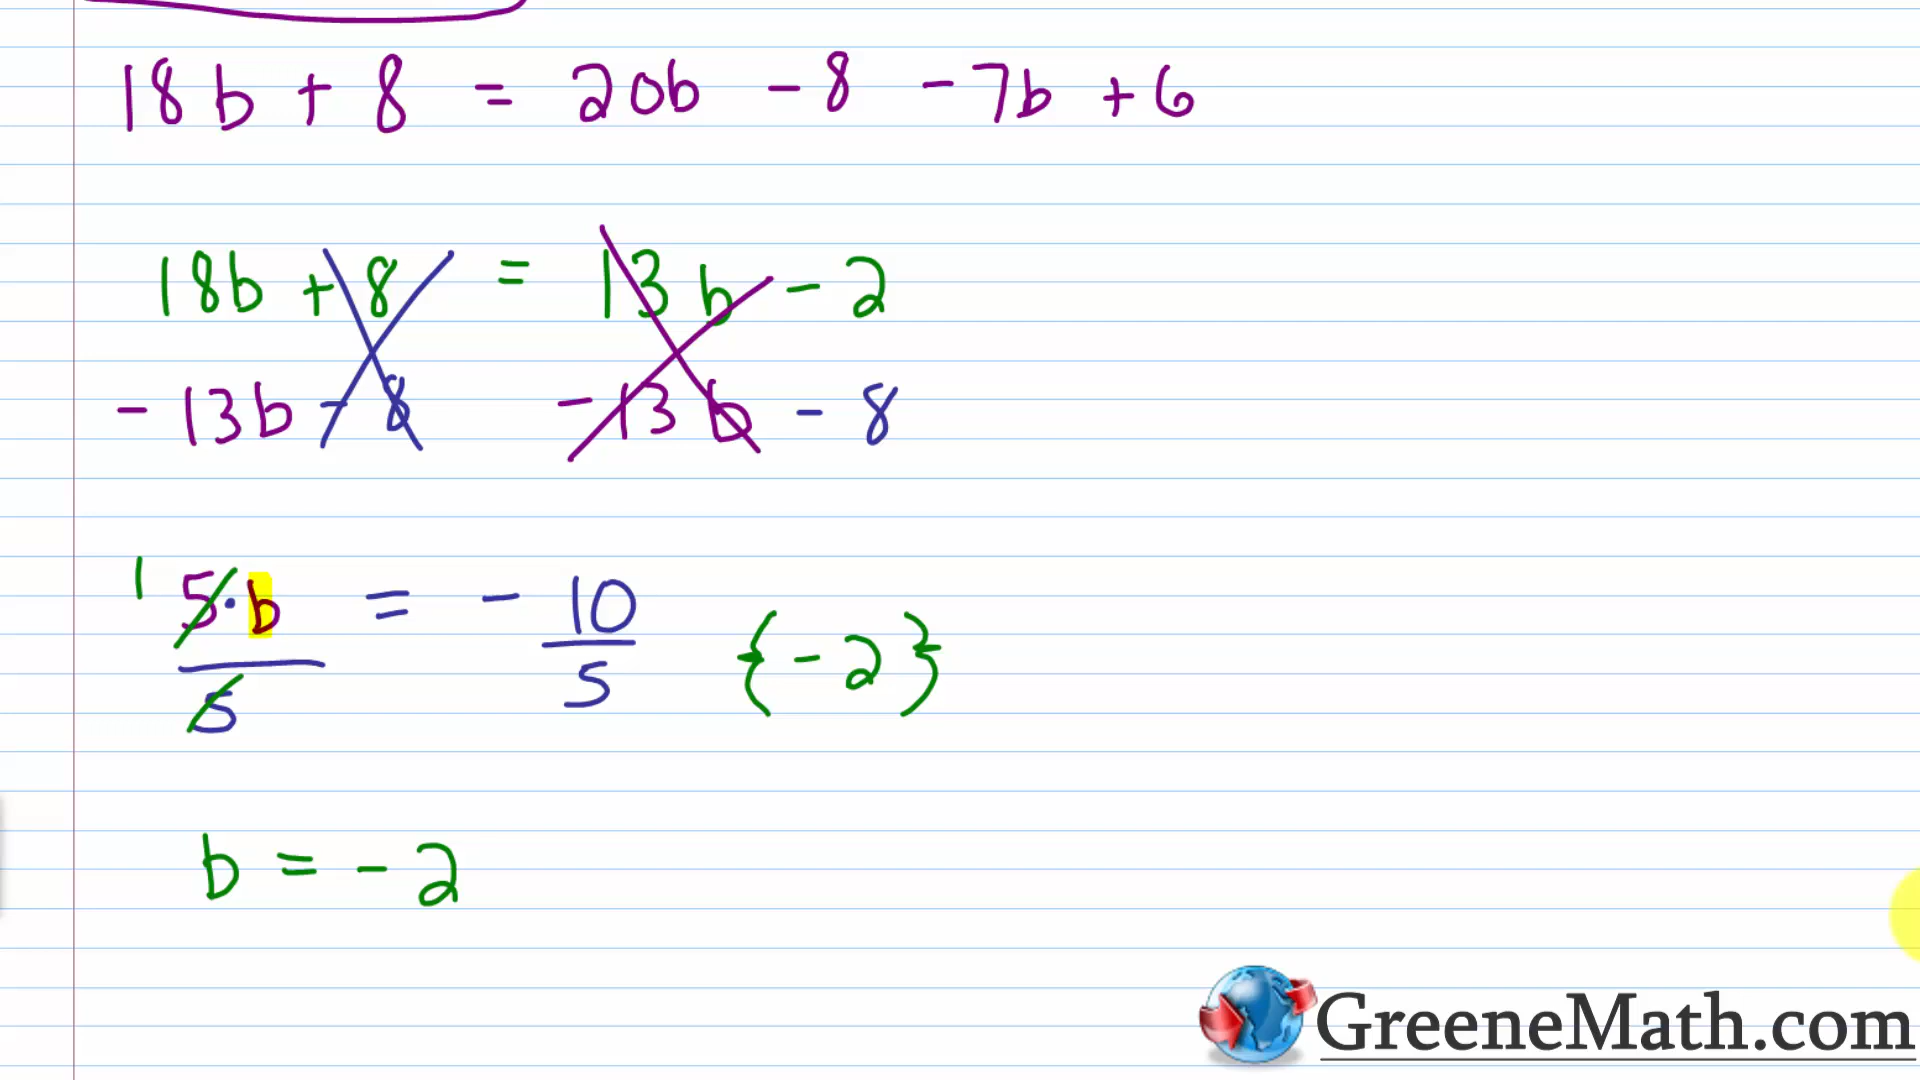 18b + 8 = 20b - 8 - 7b + 6
18b + 8 = 13b - 2
- 13b - 8 - 13b - 8
1 5 · b = - 10
5 5 { - 2 }
b = - 2
GreeneMath.com